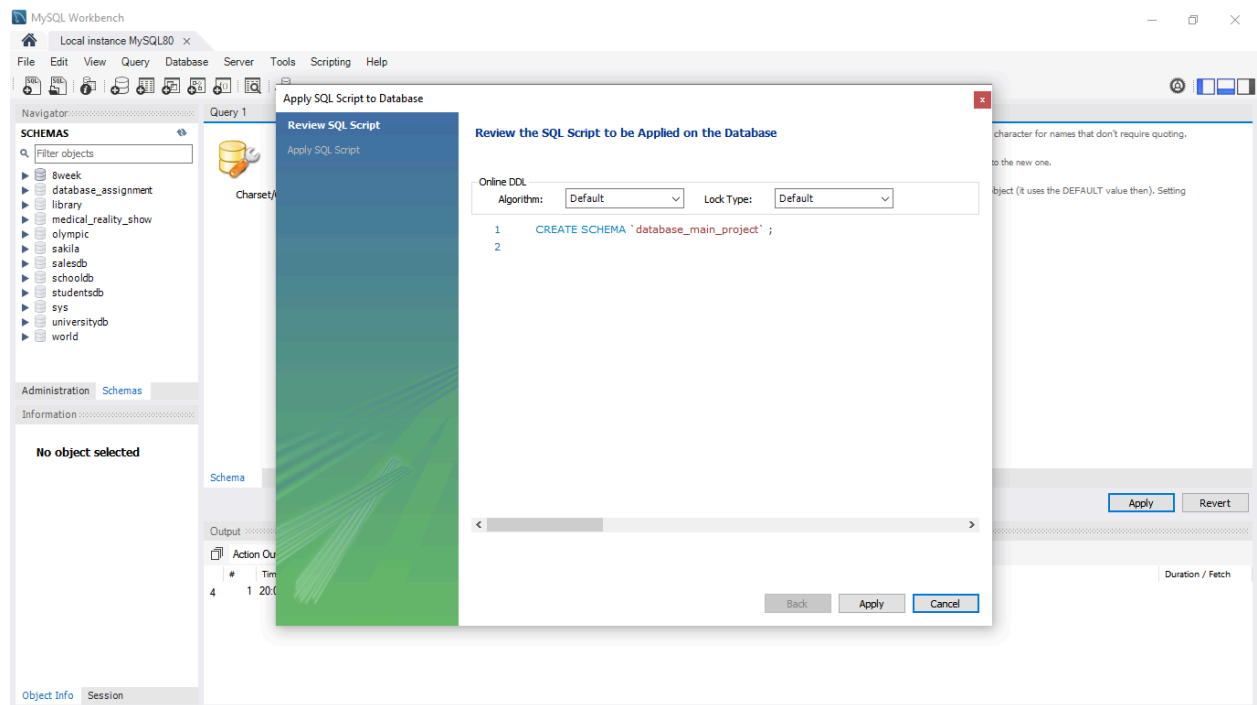 MySQL Workbench
Local instance MySQL80
File Edit View Query Database Server Tools Scripting Help
Navigator
SCHEMAS
Filter objects
8week
database_assignment
library
medical_reality_show
olympic
sakila
salesdb
schooldb
studentsdb
sys
universitydb
world
Administration Schemas
Information
No object selected
Object Info Session
Query 1
Charset/
Schema
Output
Action Ou
# Tim
4 1 20:0
Apply SQL Script to Database
x
Review SQL Script
Apply SQL Script
Review the SQL Script to be Applied on the Database
Online DDL
Algorithm: Default Lock Type: Default
1 CREATE SCHEMA `database_main_project` ;
2
Back Apply Cancel
character for names that don't require quoting.
to the new one.
bject (it uses the DEFAULT value then). Setting
Apply Revert
Duration / Fetch